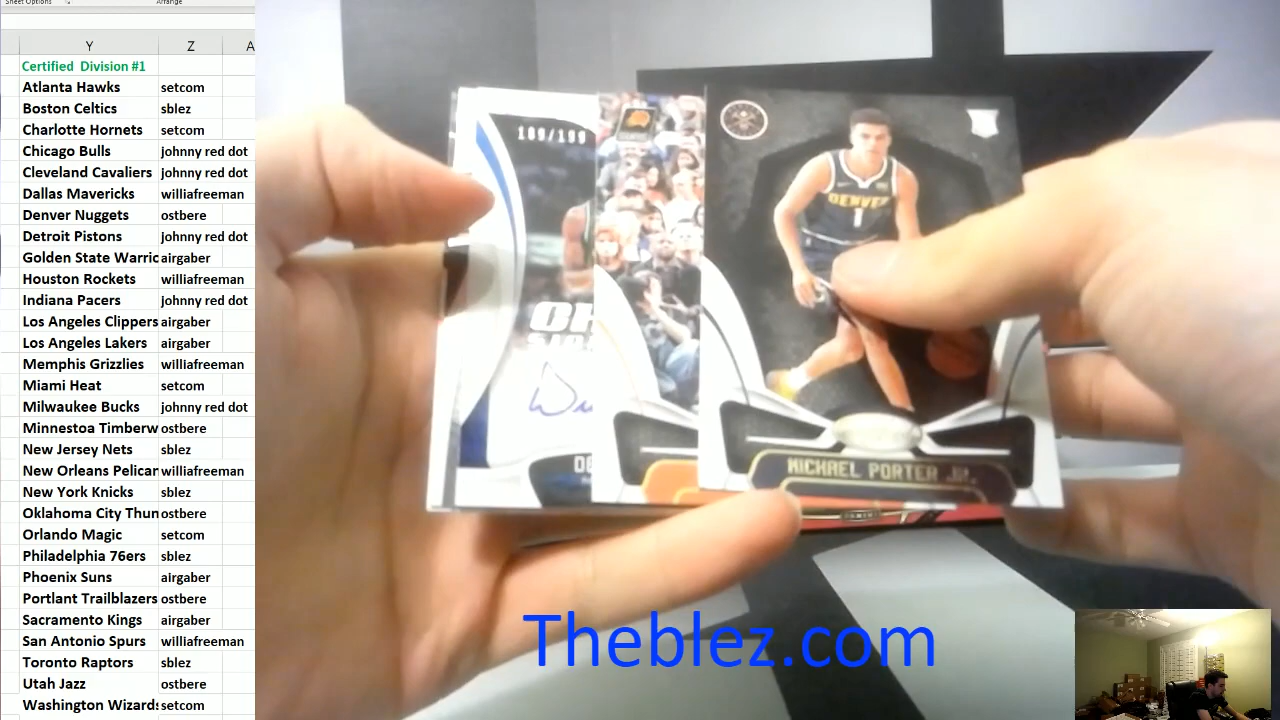 Sheet Options
Arrange
Y Z A
Certified Division #1
Atlanta Hawks setcom
Boston Celtics sblez
Charlotte Hornets setcom
Chicago Bulls johnny red dot
Cleveland Cavaliers johnny red dot
Dallas Mavericks williafreeman
Denver Nuggets ostbere
Detroit Pistons johnny red dot
Golden State Warric airgaber
Houston Rockets williafreeman
Indiana Pacers johnny red dot
Los Angeles Clippers airgaber
Los Angeles Lakers airgaber
Memphis Grizzlies williafreeman
Miami Heat setcom
Milwaukee Bucks johnny red dot
Minnestoa Timberw ostbere
New Jersey Nets sblez
New Orleans Pelicar williafreeman
New York Knicks sblez
Oklahoma City Thun ostbere
Orlando Magic setcom
Philadelphia 76ers sblez
Phoenix Suns airgaber
Portlant Trailblazers ostbere
Sacramento Kings airgaber
San Antonio Spurs williafreeman
Toronto Raptors sblez
Utah Jazz ostbere
Washington Wizards setcom
189/199
DENVER
1
MICHAEL PORTER JR.
PANINI
Theblez.com